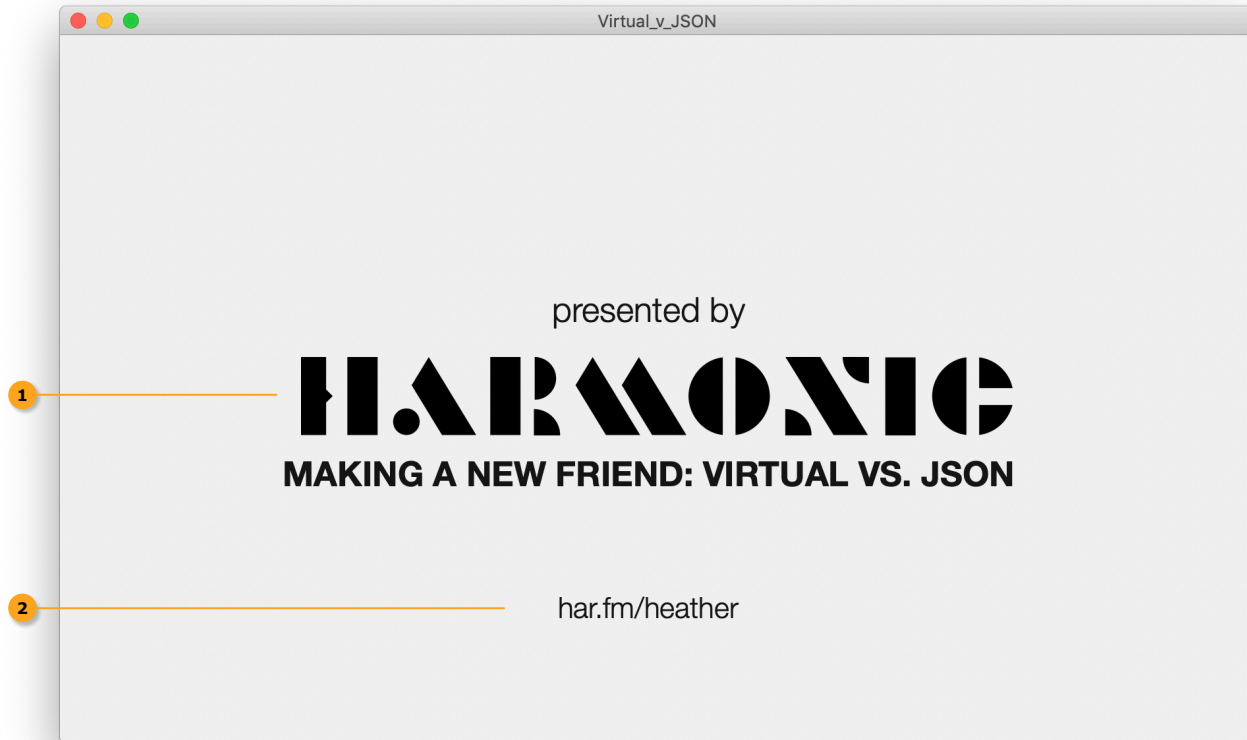 Virtual_v_JSON
presented by
HARMONIC
1
MAKING A NEW FRIEND: VIRTUAL VS. JSON
2
har.fm/heather